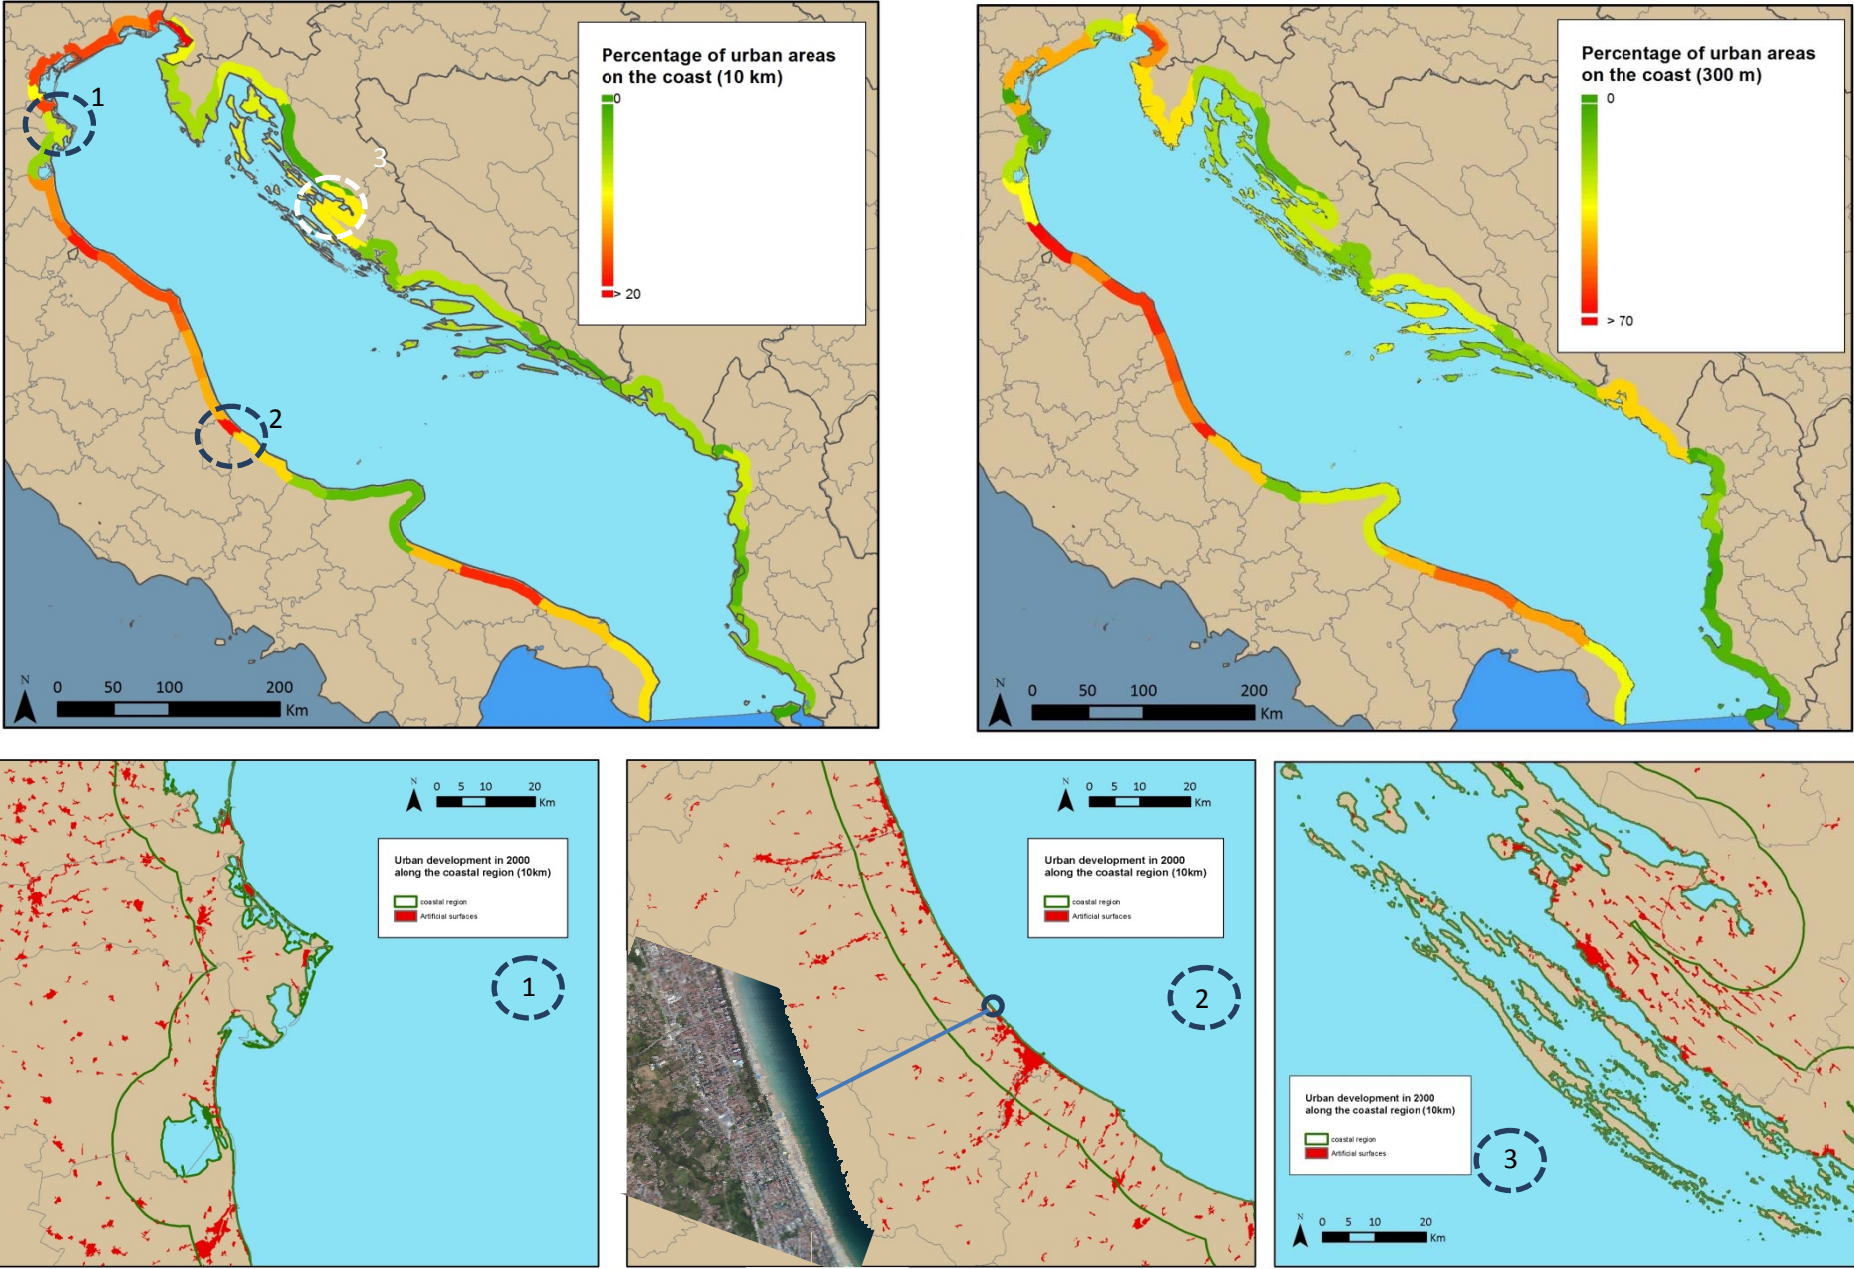 Percentage of urban areas
on the coast (10 km)
0
> 20
1
2
3
N
0 50 100 200
Km
Percentage of urban areas
on the coast (300 m)
0
> 70
N
0 50 100 200
Km
N
0 5 10 20
Km
Urban development in 2000
along the coastal region (10km)
coastal region
Artificial surfaces
1
N
0 5 10 20
Km
Urban development in 2000
along the coastal region (10km)
coastal region
Artificial surfaces
2
Urban development in 2000
along the coastal region (10km)
coastal region
Artificial surfaces
3
N
0 5 10 20
Km